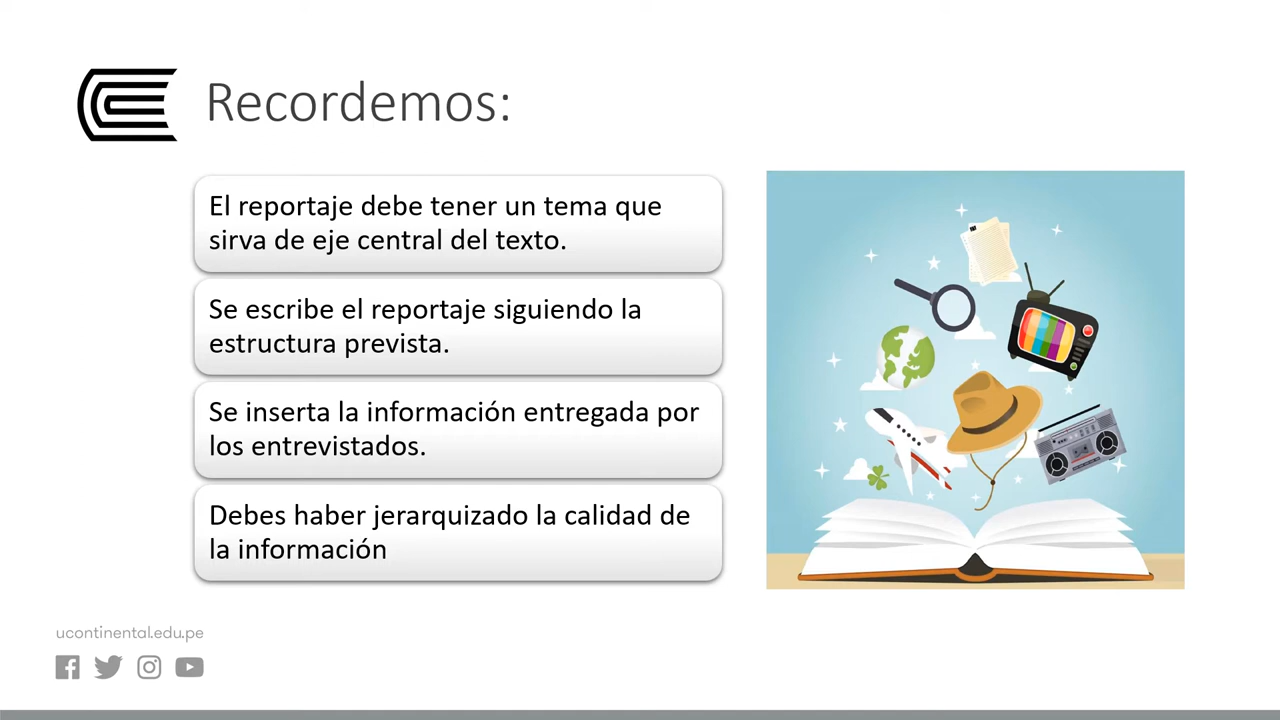 Recordemos:
El reportaje debe tener un tema que
sirva de eje central del texto.
Se escribe el reportaje siguiendo la
estructura prevista.
Se inserta la información entregada por
los entrevistados.
Debes haber jerarquizado la calidad de
la información
ucontinental.edu.pe